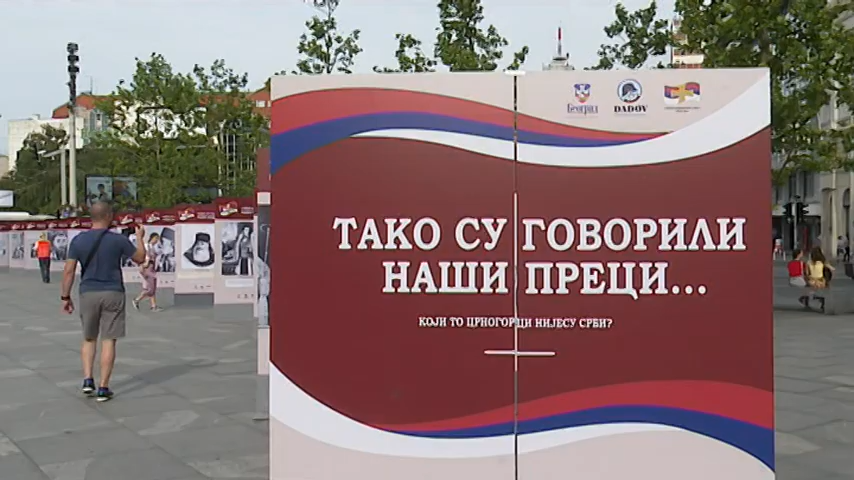 Београд
DADOV
ТАКО СУ ГОВОРИЛИ
НАШИ ПРЕЦИ...
КОЈИ ТО ЦРНОГОРЦИ НИЈЕСУ СРБИ?